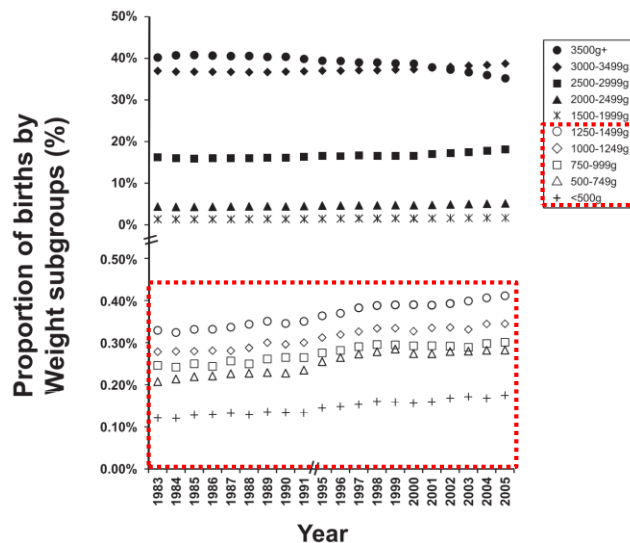 50%
40%
30%
20%
10%
0%
0.50%
0.40%
0.30%
0.20%
0.10%
0.00%
Proportion of births by
Weight subgroups (%)
1983
1984
1985
1986
1987
1988
1989
1990
1991
1995
1996
1997
1998
1999
2000
2001
2002
2003
2004
2005
Year
3500g+
3000-3499g
2500-2999g
2000-2499g
1500-1999g
1250-1499g
1000-1249g
750-999g
500-749g
<500g